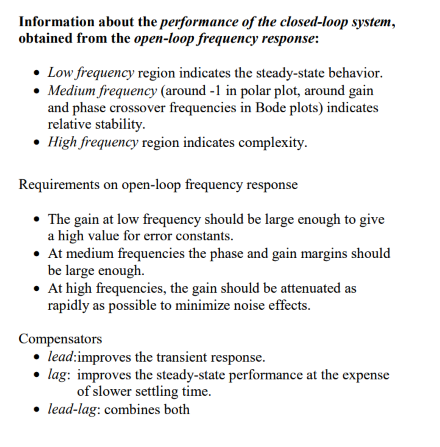 Information about the performance of the closed-loop system,
obtained from the open-loop frequency response:
• Low frequency region indicates the steady-state behavior.
• Medium frequency (around -1 in polar plot, around gain
and phase crossover frequencies in Bode plots) indicates
relative stability.
• High frequency region indicates complexity.
Requirements on open-loop frequency response
• The gain at low frequency should be large enough to give
a high value for error constants.
• At medium frequencies the phase and gain margins should
be large enough.
• At high frequencies, the gain should be attenuated as
rapidly as possible to minimize noise effects.
Compensators
• lead:improves the transient response.
• lag: improves the steady-state performance at the expense
of slower settling time.
• lead-lag: combines both